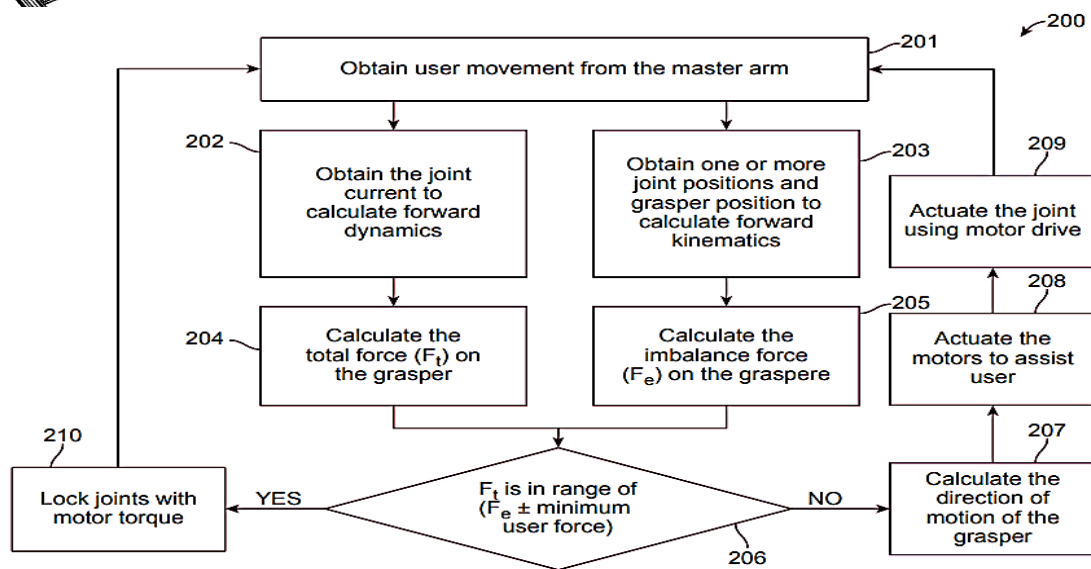 200
201
Obtain user movement from the master arm
202
Obtain the joint
current to
calculate forward
dynamics
203
Obtain one or more
joint positions and
grasper position to
calculate forward
kinematics
209
Actuate the joint
using motor drive
204
Calculate the
total force (Ft) on
the grasper
205
Calculate the
imbalance force
(Fe) on the graspere
208
Actuate the
motors to assist
user
210
Lock joints with
motor torque
YES
Ft is in range of
(Fe ± minimum
user force)
206
NO
207
Calculate the
direction of
motion of the
grasper